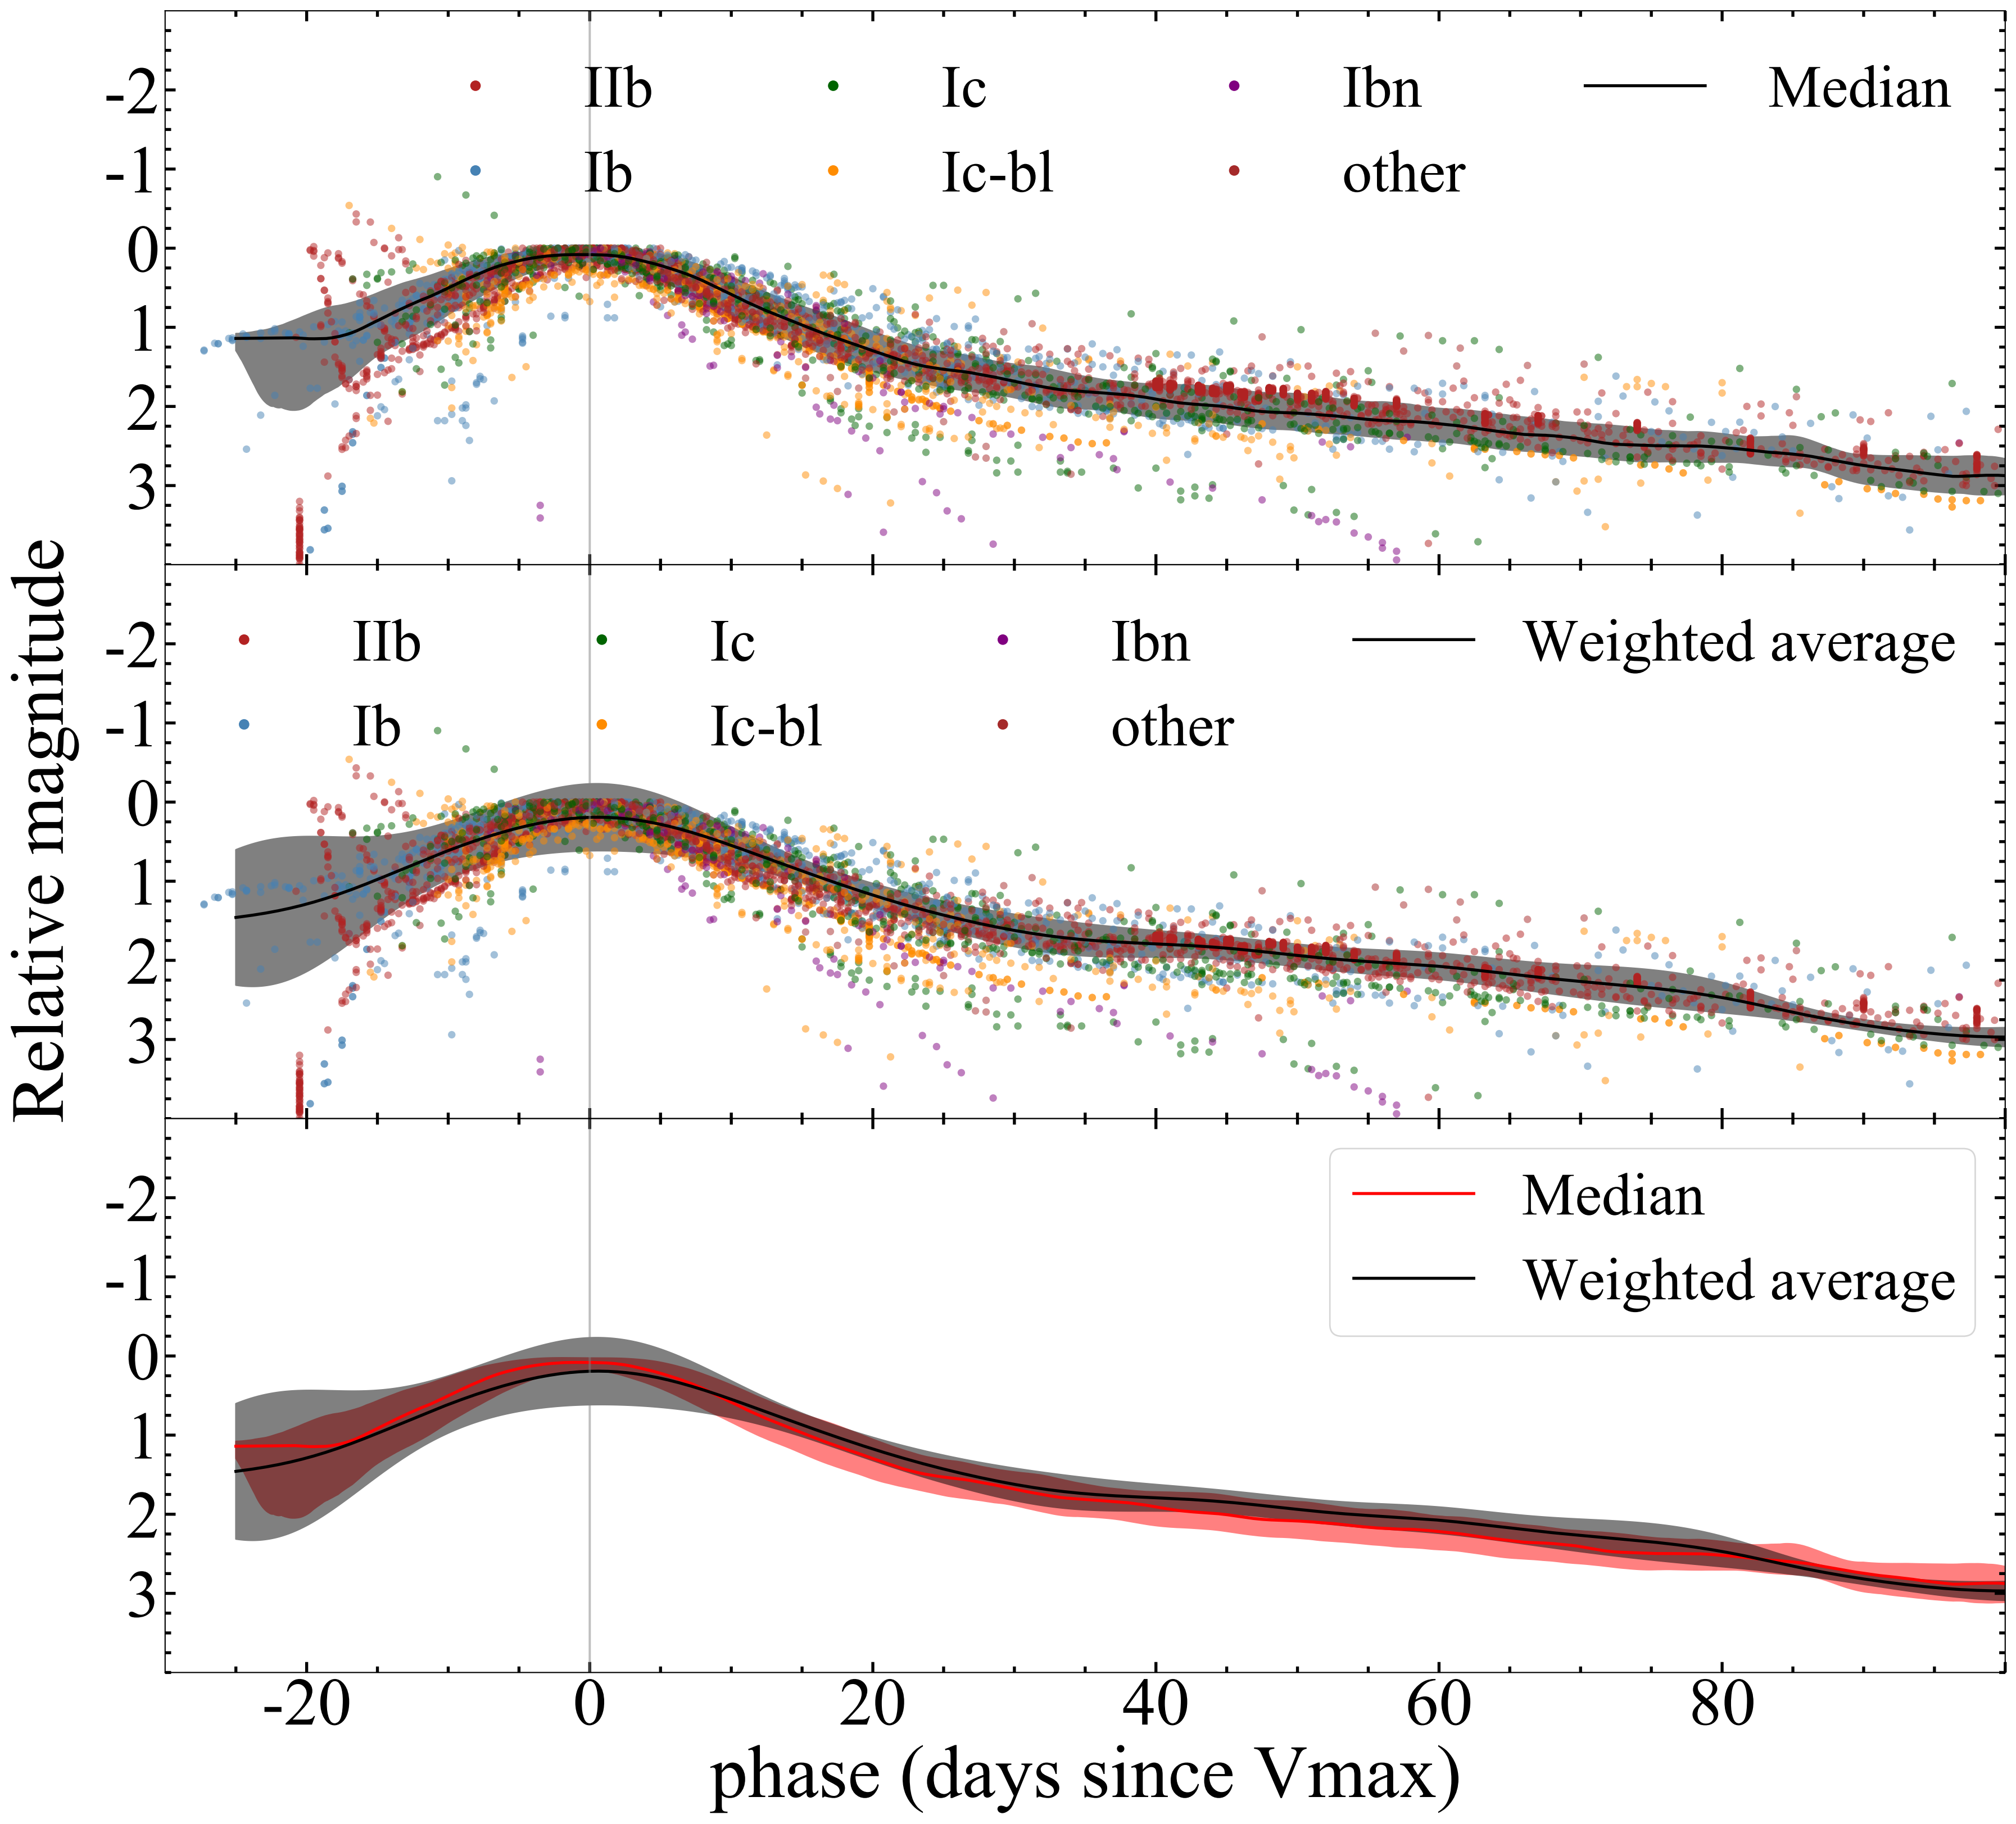 -2
-1
0
1
2
3
IIb Ic Ibn Median
Ib Ic-bl other
Relative magnitude
-2
-1
0
1
2
3
IIb Ic Ibn Weighted average
Ib Ic-bl other
-2
-1
0
1
2
3
Median
Weighted average
-20 0 20 40 60 80
phase (days since Vmax)